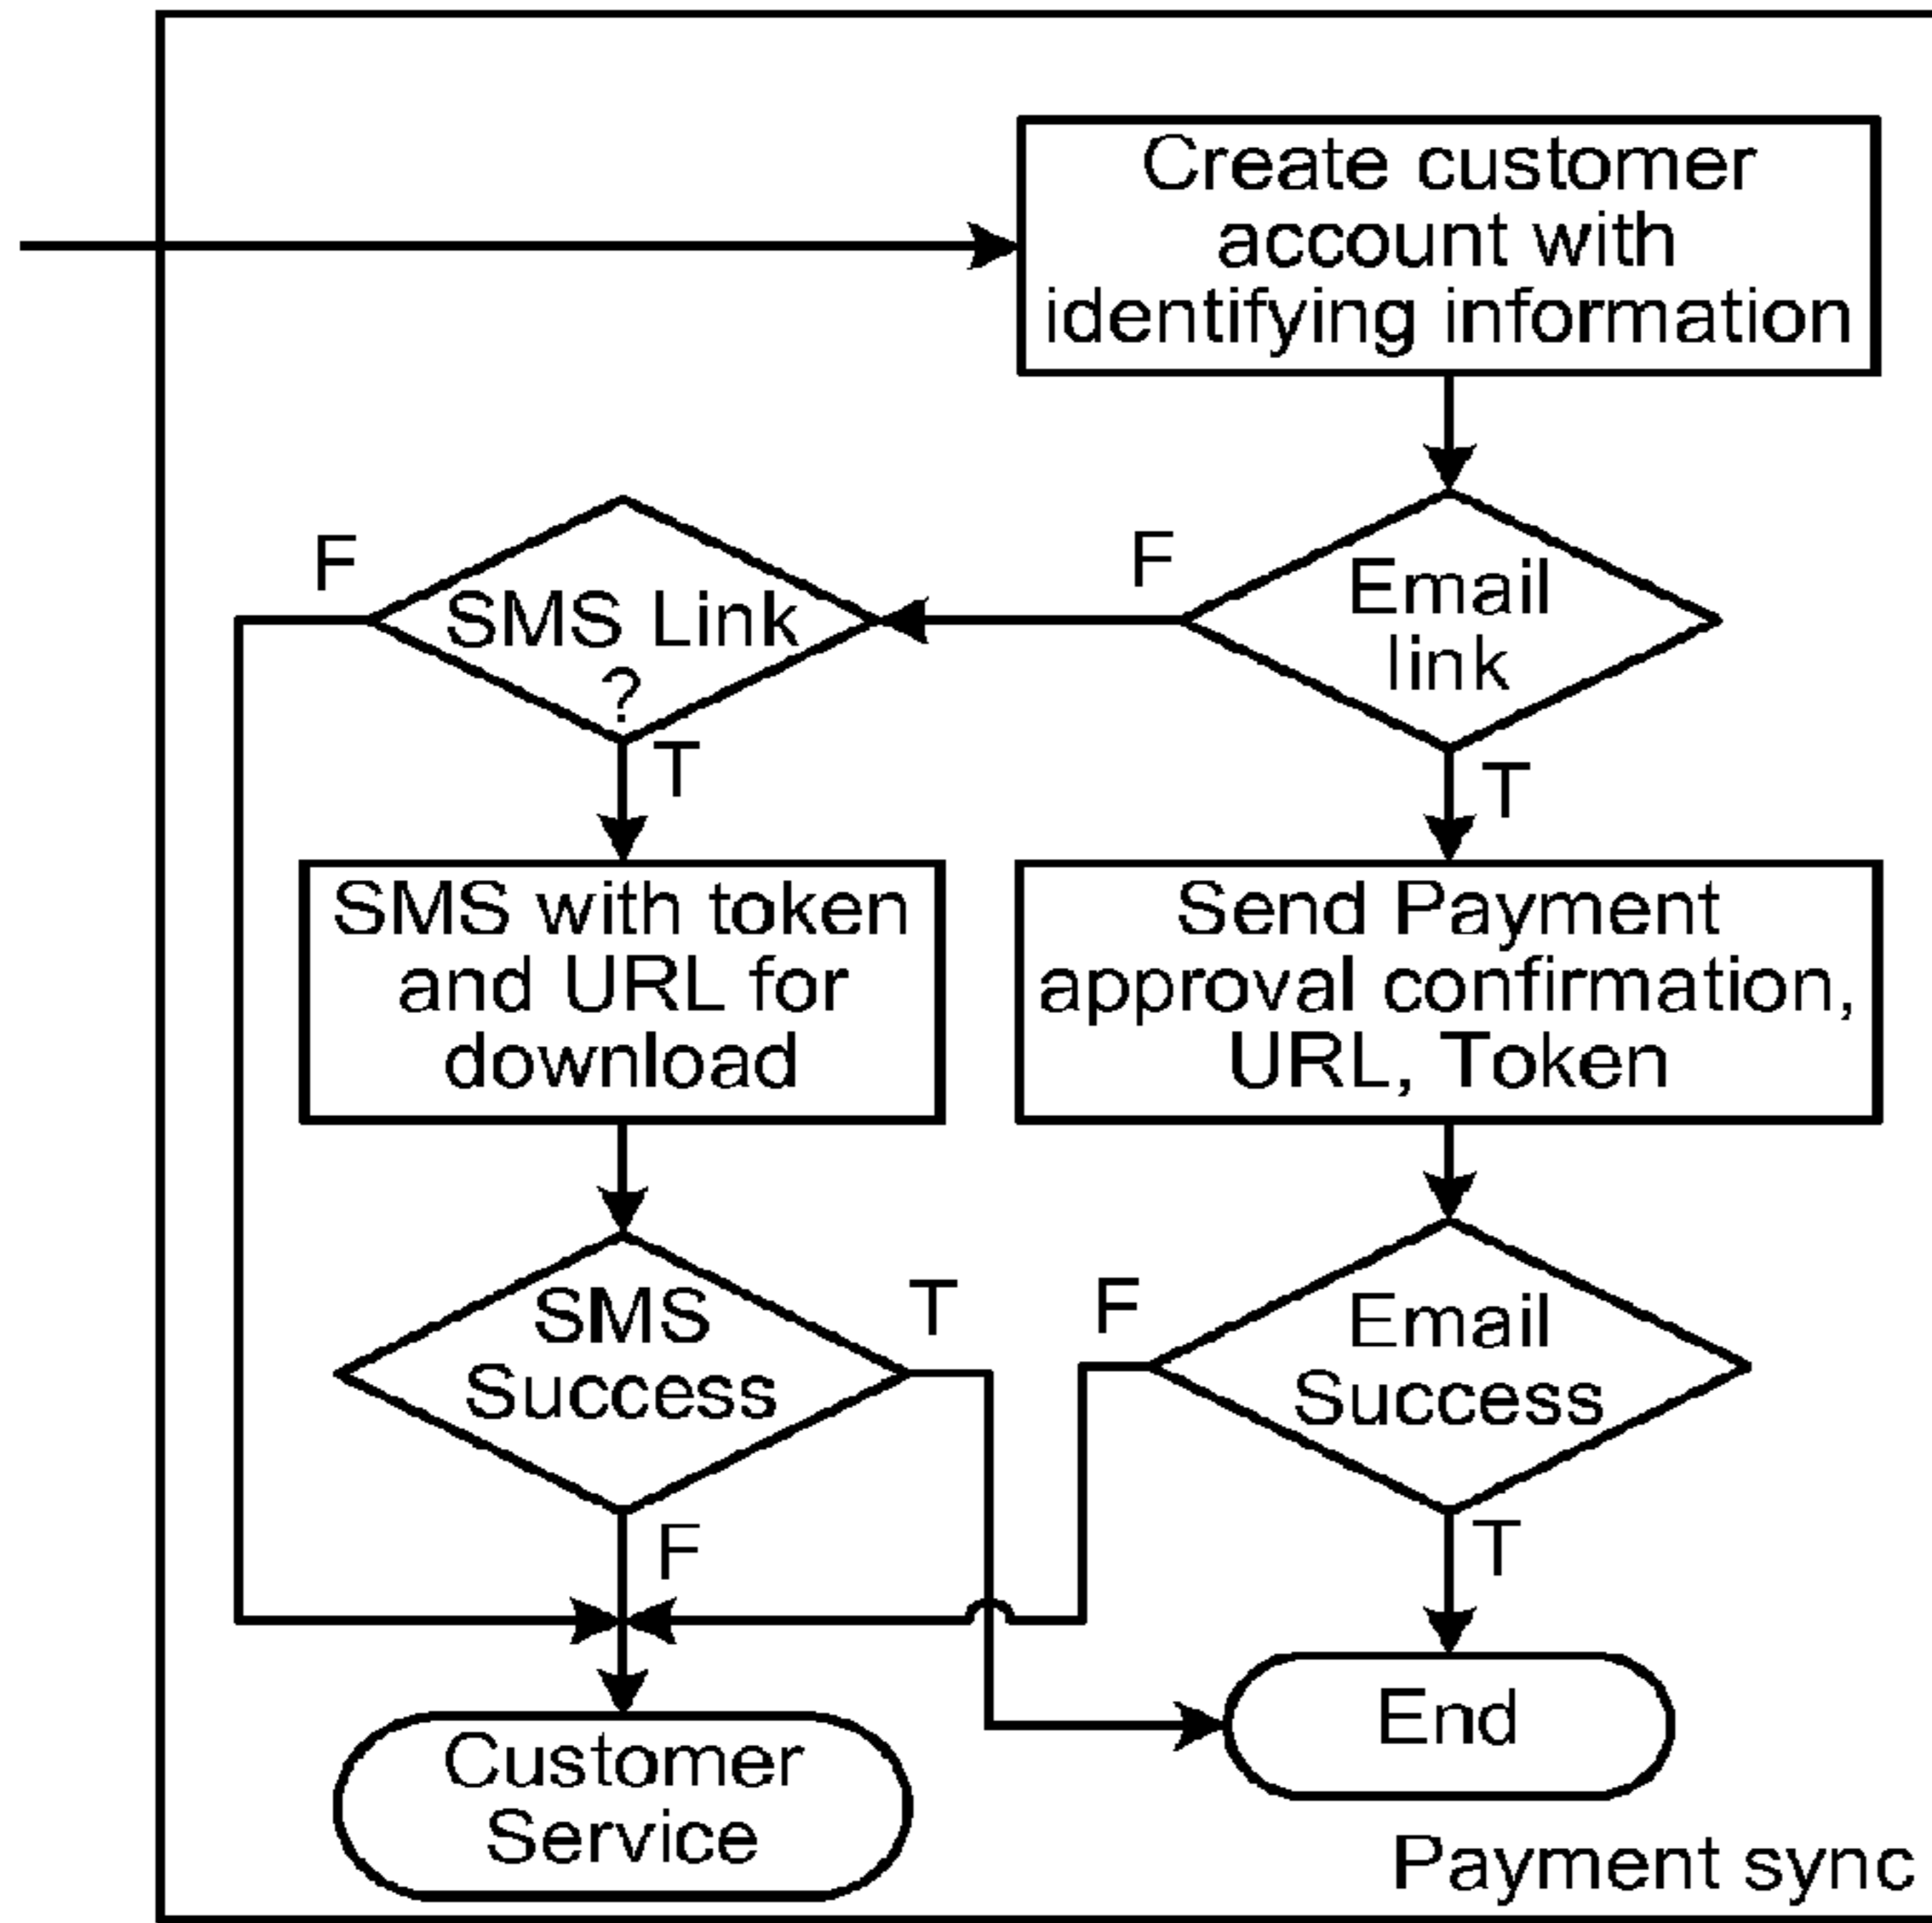 Create customer
account with
identifying information
F
SMS Link
?
T
F
Email
link
T
SMS with token
and URL for
download
Send Payment
approval confirmation,
URL, Token
SMS
Success
T
F
F
Email
Success
T
Customer
Service
End
Payment sync